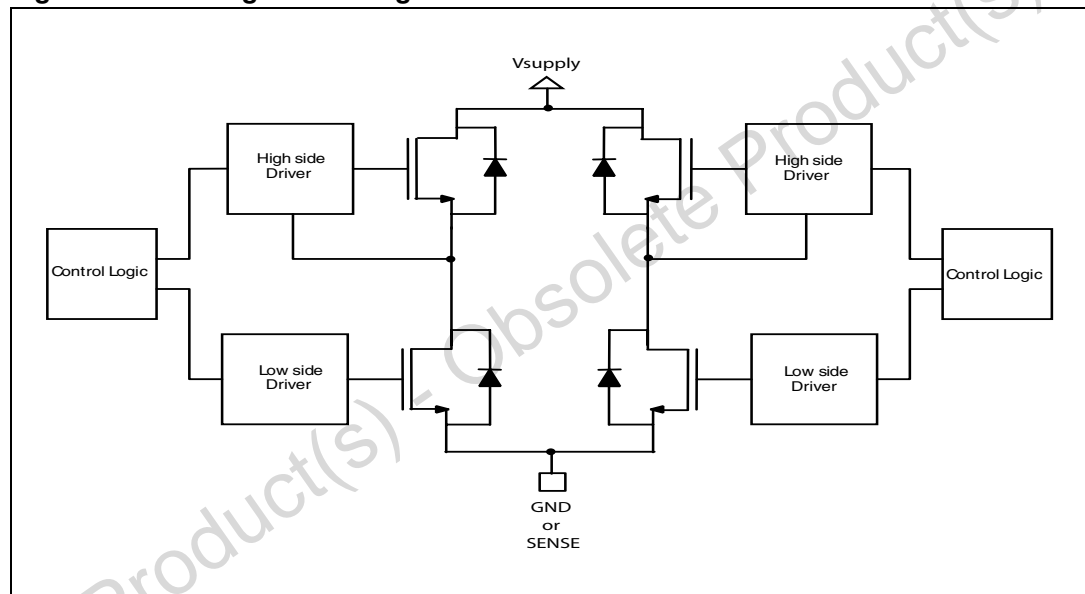 Vsupply
High side
Driver
High side
Driver
Control Logic
Control Logic
Low side
Driver
Low side
Driver
GND
or
SENSE
Product(s) - Obsolete Product(s)